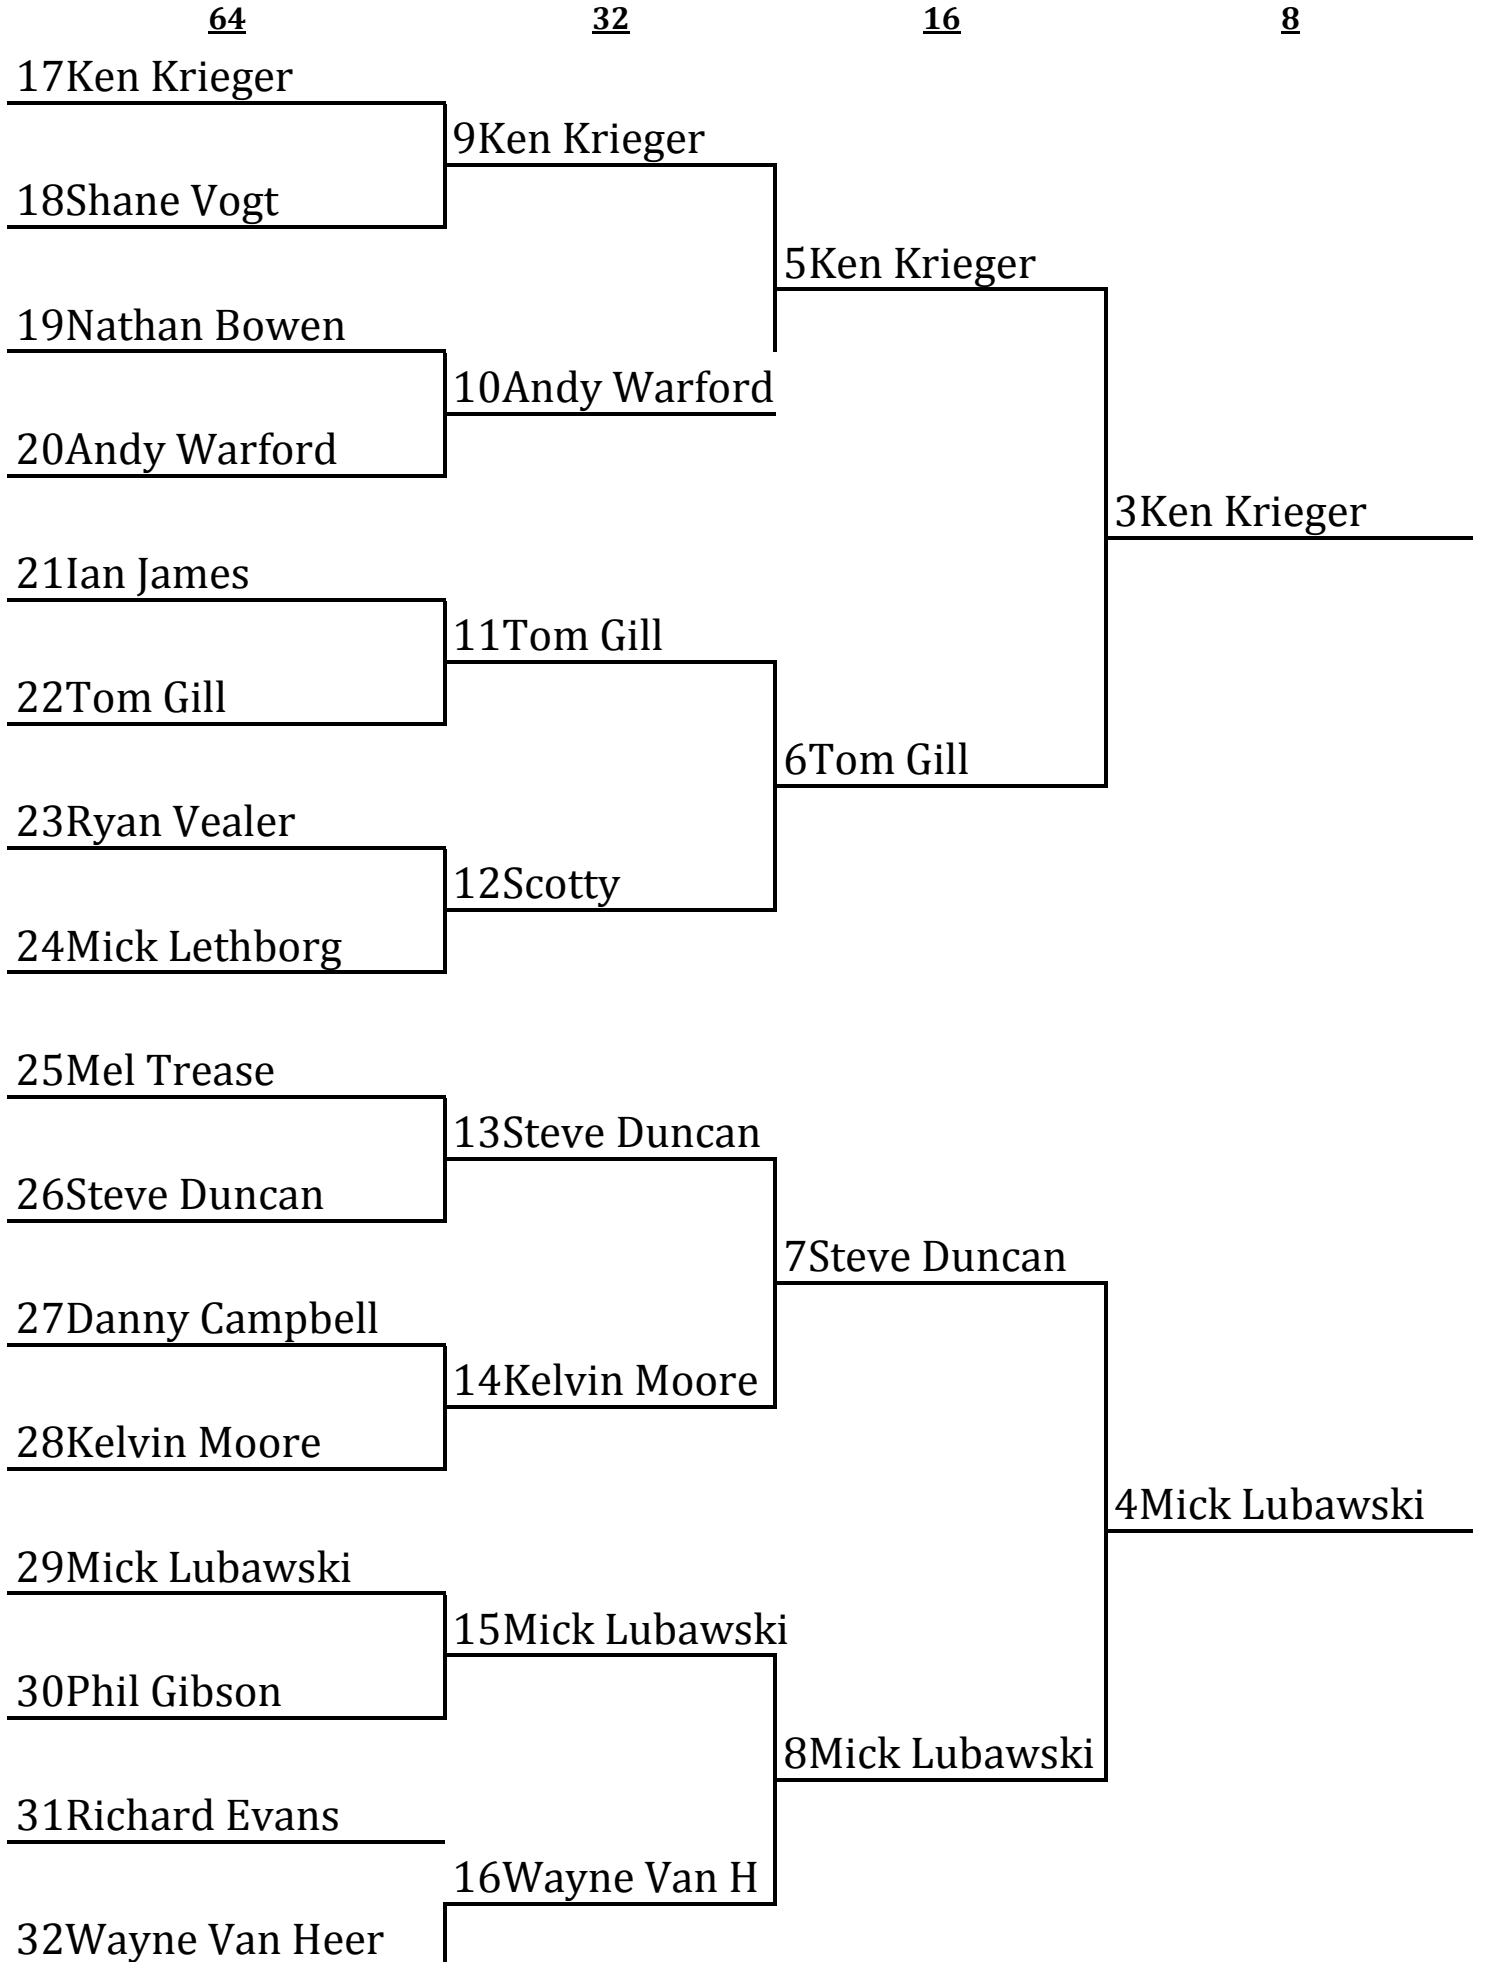 64 32 16 8
17Ken Krieger
9Ken Krieger
18Shane Vogt
5Ken Krieger
19Nathan Bowen
10Andy Warford
20Andy Warford
3Ken Krieger
21Ian James
11Tom Gill
22Tom Gill
6Tom Gill
23Ryan Vealer
12Scotty
24Mick Lethborg
25Mel Trease
13Steve Duncan
26Steve Duncan
7Steve Duncan
27Danny Campbell
14Kelvin Moore
28Kelvin Moore
4Mick Lubawski
29Mick Lubawski
15Mick Lubawski
30Phil Gibson
8Mick Lubawski
31Richard Evans
16Wayne Van H
32Wayne Van Heer